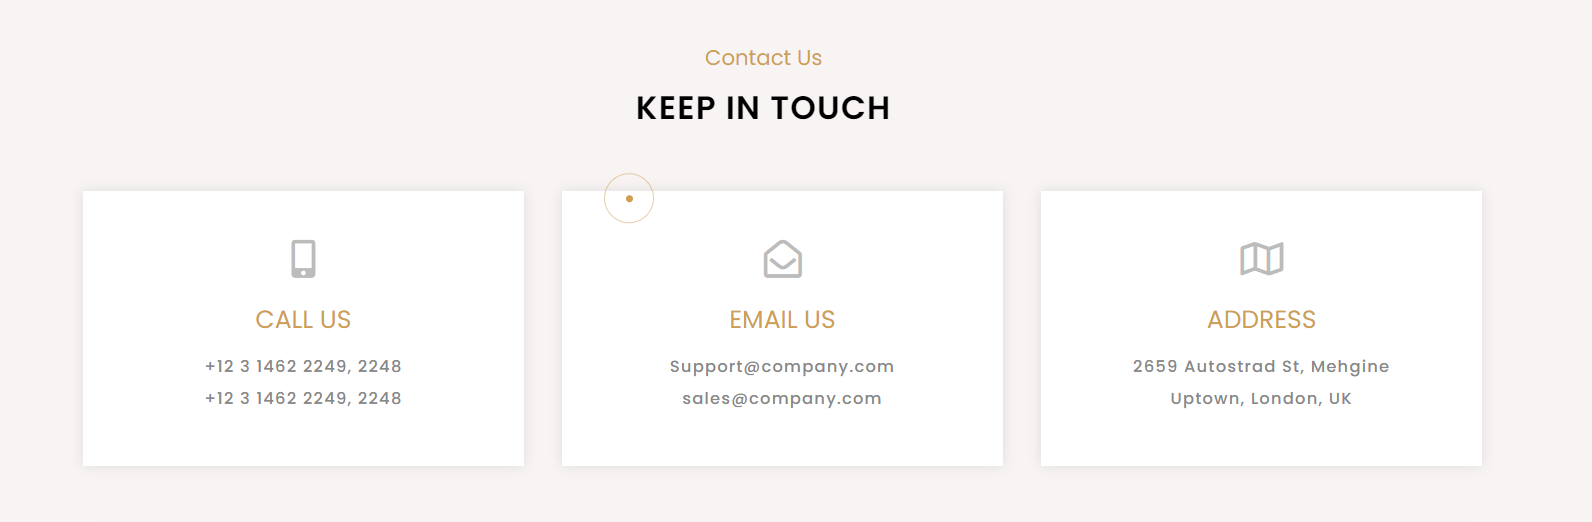 Contact Us
KEEP IN TOUCH
CALL US
+12 3 1462 2249, 2248
+12 3 1462 2249, 2248
EMAIL US
Support@company.com
sales@company.com
ADDRESS
2659 Autostrad St, Mehgine
Uptown, London, UK